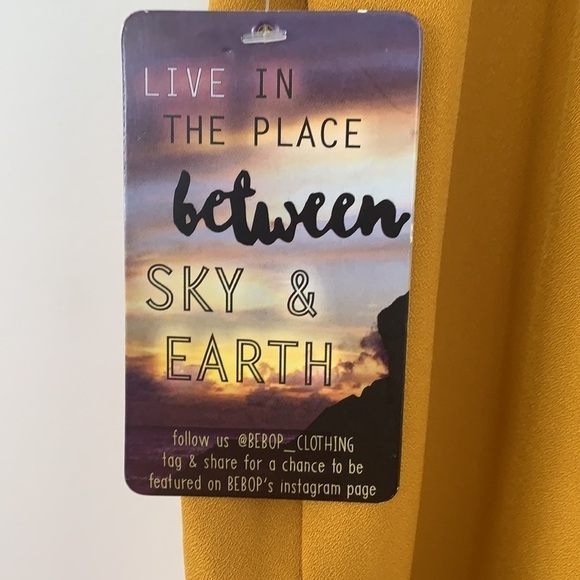 LIVE IN
THE PLACE
between
SKY &
EARTH
follow us @BEBOP_CLOTHING
tag & share for a chance to be
featured on BEBOP's instagram page